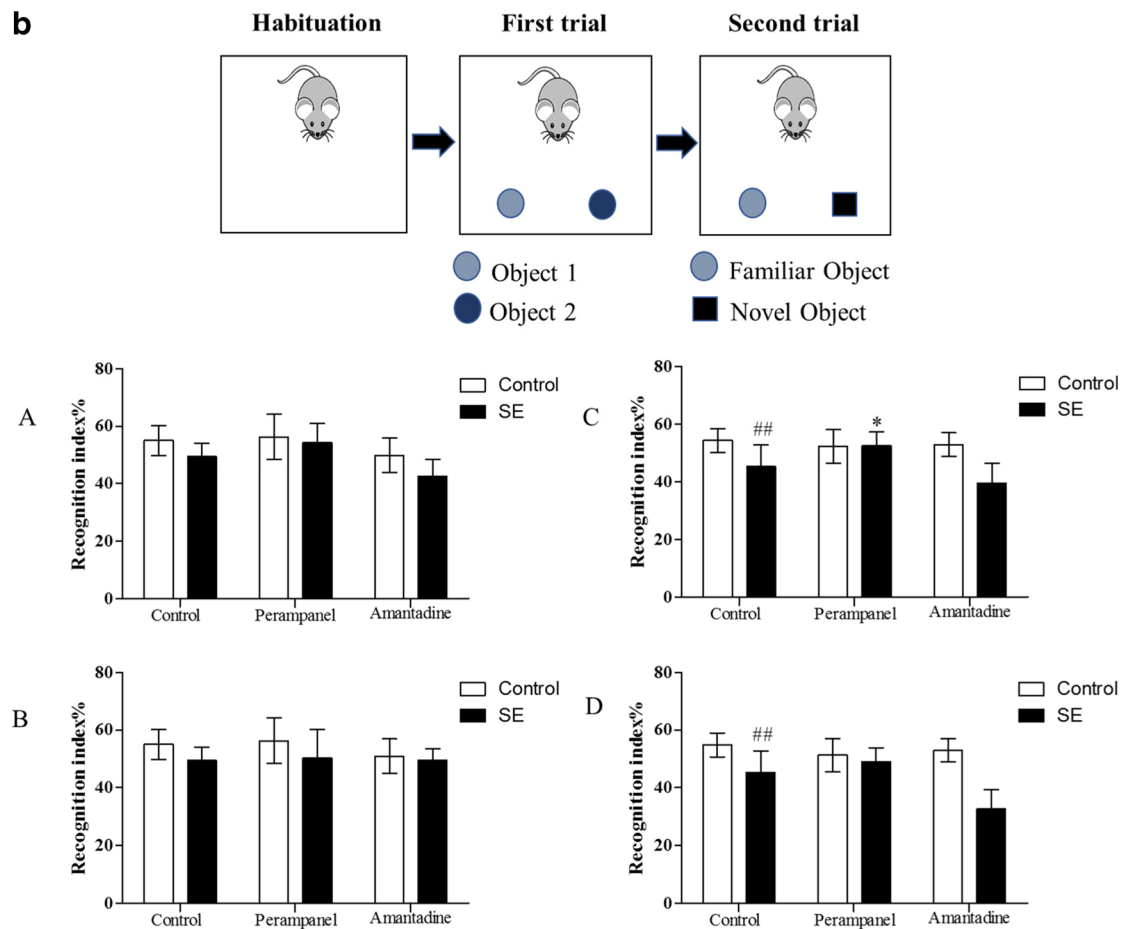 b
Habituation
First trial
Second trial
Object 1
Object 2
Familiar Object
Novel Object
A
Recognition index%
80
60
40
20
0
Control
Perampanel
Amantadine
Control
SE
C
Recognition index%
80
60
40
20
0
##
*
Control
Perampanel
Amantadine
Control
SE
B
Recognition index%
80
60
40
20
0
Control
Perampanel
Amantadine
Control
SE
D
Recognition index%
80
60
40
20
0
##
Control
Perampanel
Amantadine
Control
SE